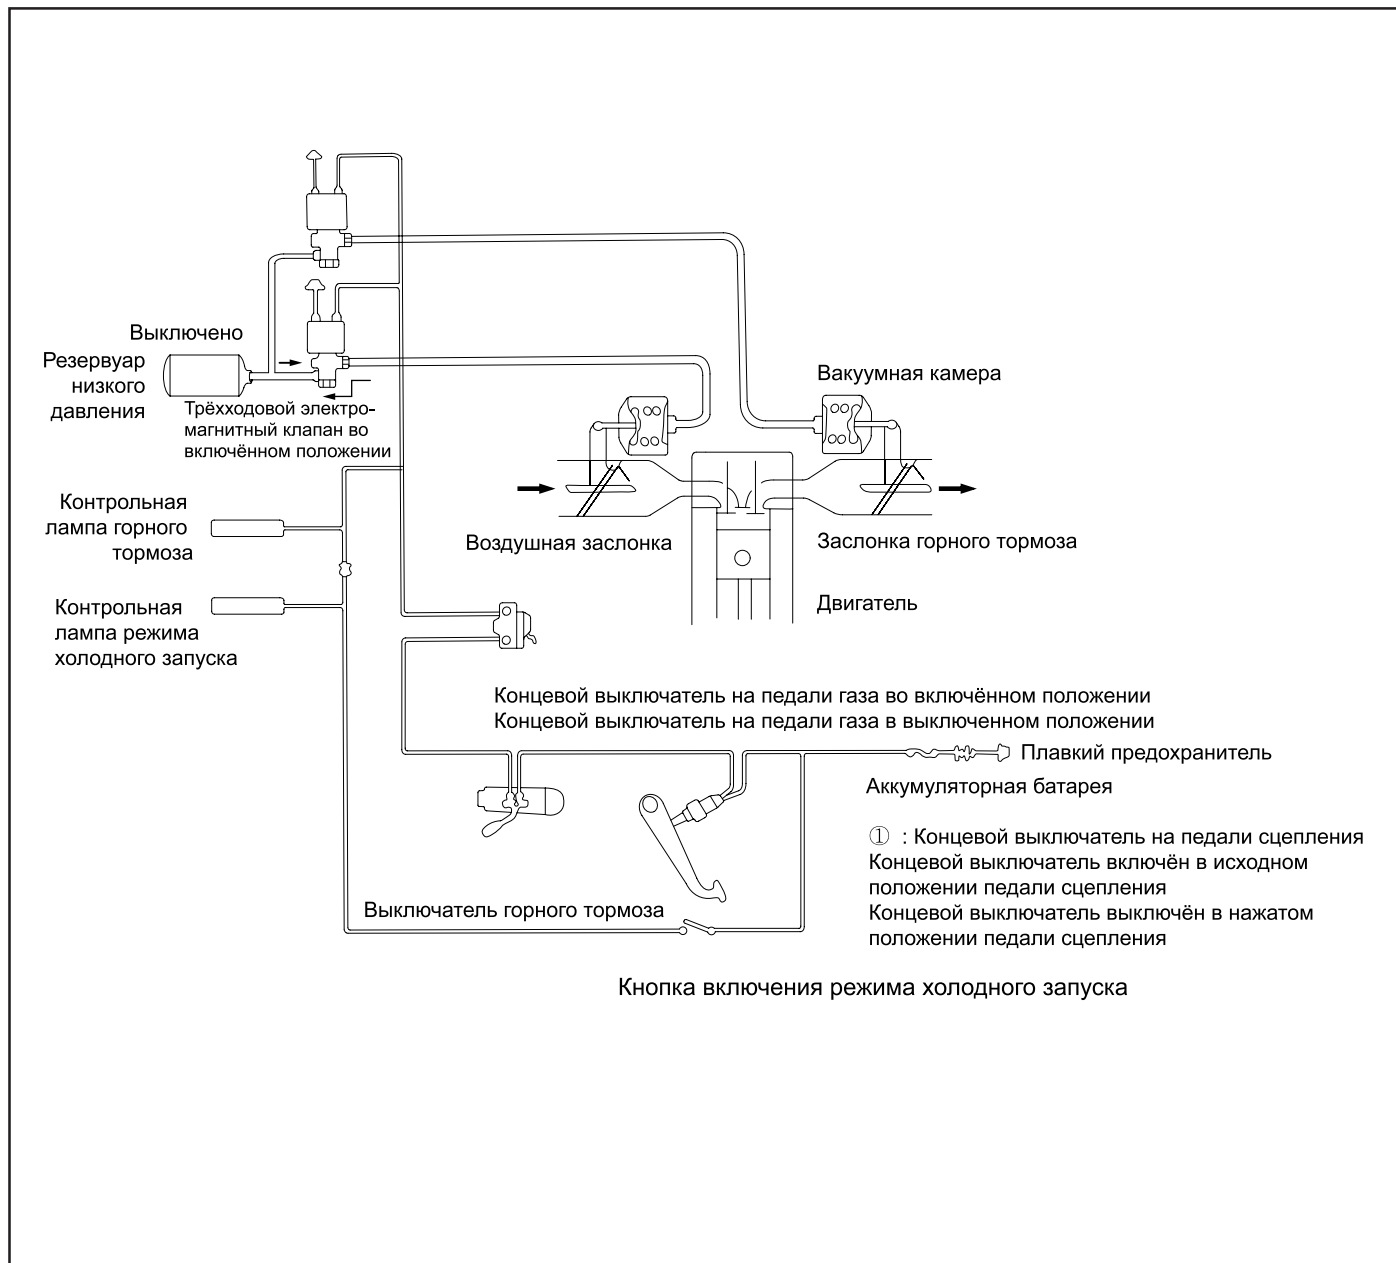 Выключено
Резервуар
низкого
давления
Трёхходовой электро-
магнитный клапан во
включённом положении
Вакуумная камера
Контрольная
лампа горного
тормоза
Воздушная заслонка
Заслонка горного тормоза
Контрольная
лампа режима
холодного запуска
Двигатель
Концевой выключатель на педали газа во включённом положении
Концевой выключатель на педали газа в выключенном положении
Плавкий предохранитель
Аккумуляторная батарея
① : Концевой выключатель на педали сцепления
Концевой выключатель включён в исходном
положении педали сцепления
Концевой выключатель выключён в нажатом
положении педали сцепления
Выключатель горного тормоза
Кнопка включения режима холодного запуска